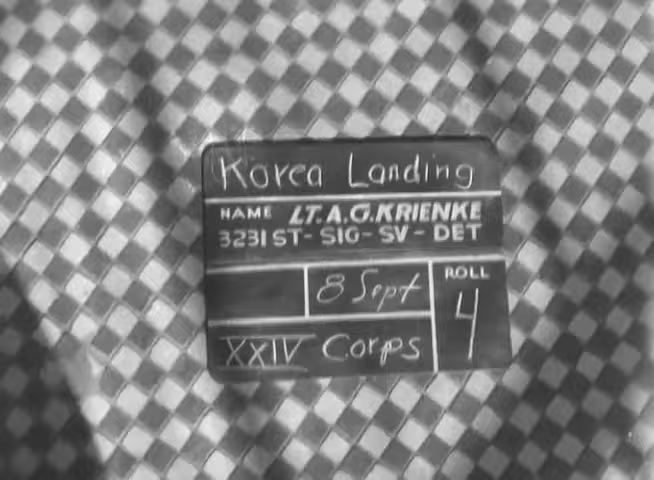 Korea Landing
NAME LT. A. G. KRIENKE
3231 ST- SIG- SV- DET
8 Sept
ROLL
4
XXIV Corps